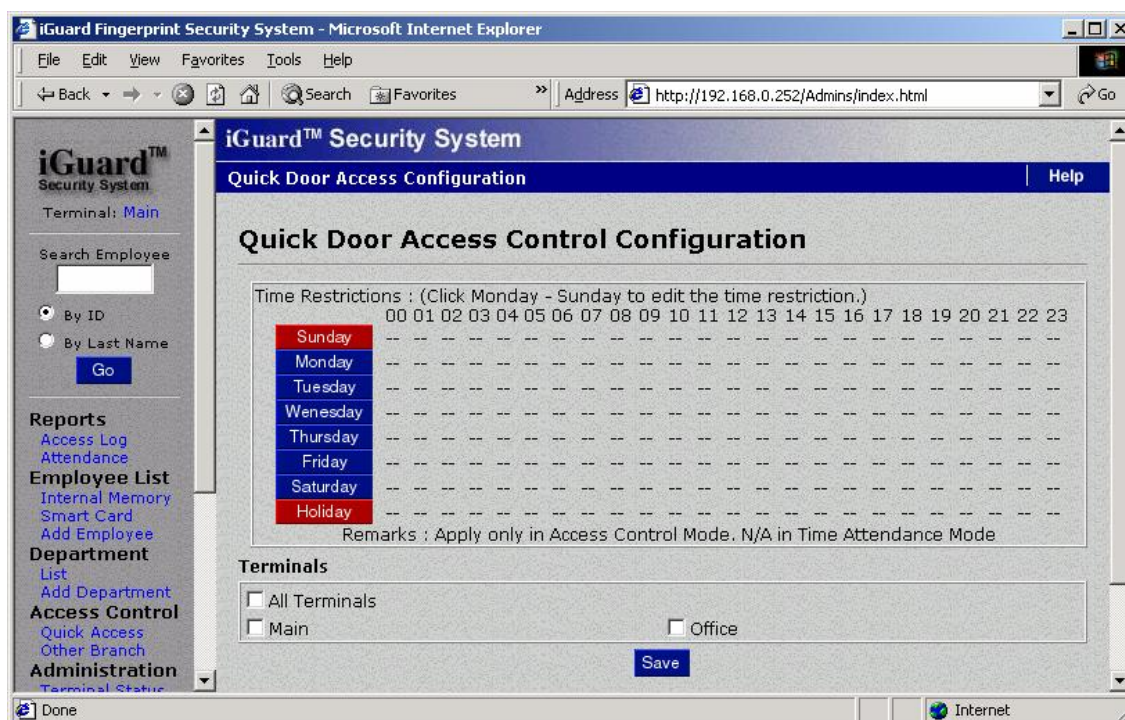 iGuard Fingerprint Security System - Microsoft Internet Explorer
File Edit View Favorites Tools Help
Back Search Favorites » Address http://192.168.0.252/Admins/index.html Go
iGuard™
Security System
Terminal: Main
Search Employee
By ID
By Last Name
Go
Reports
Access Log
Attendance
Employee List
Internal Memory
Smart Card
Add Employee
Department
List
Add Department
Access Control
Quick Access
Other Branch
Administration
Terminal Status
iGuard™ Security System
Quick Door Access Configuration Help
Quick Door Access Control Configuration
Time Restrictions : (Click Monday - Sunday to edit the time restriction.)
00 01 02 03 04 05 06 07 08 09 10 11 12 13 14 15 16 17 18 19 20 21 22 23
Sunday -- -- -- -- -- -- -- -- -- -- -- -- -- -- -- -- -- -- -- -- -- -- -- --
Monday -- -- -- -- -- -- -- -- -- -- -- -- -- -- -- -- -- -- -- -- -- -- -- --
Tuesday -- -- -- -- -- -- -- -- -- -- -- -- -- -- -- -- -- -- -- -- -- -- -- --
Wenesday -- -- -- -- -- -- -- -- -- -- -- -- -- -- -- -- -- -- -- -- -- -- -- --
Thursday -- -- -- -- -- -- -- -- -- -- -- -- -- -- -- -- -- -- -- -- -- -- -- --
Friday -- -- -- -- -- -- -- -- -- -- -- -- -- -- -- -- -- -- -- -- -- -- -- --
Saturday -- -- -- -- -- -- -- -- -- -- -- -- -- -- -- -- -- -- -- -- -- -- -- --
Holiday -- -- -- -- -- -- -- -- -- -- -- -- -- -- -- -- -- -- -- -- -- -- -- --
Remarks : Apply only in Access Control Mode. N/A in Time Attendance Mode
Terminals
All Terminals
Main Office
Save
Done Internet